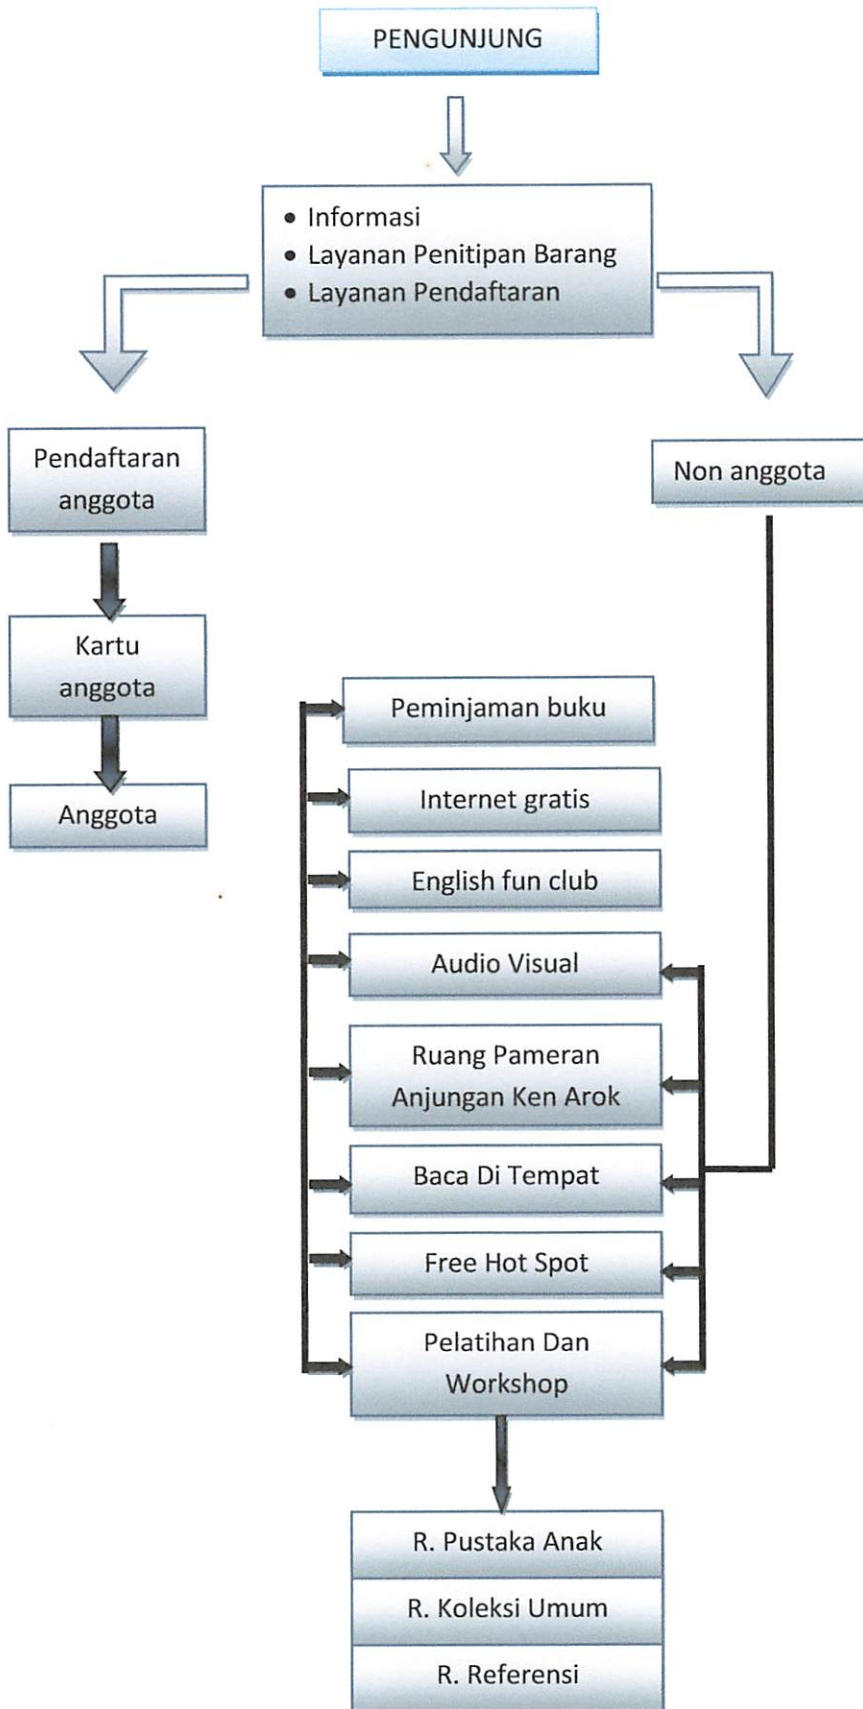 PENGUNJUNG
• Informasi
• Layanan Penitipan Barang
• Layanan Pendaftaran
Pendaftaran
anggota
Non anggota
Kartu
anggota
Anggota
Peminjaman buku
Internet gratis
English fun club
Audio Visual
Ruang Pameran
Anjungan Ken Arok
Baca Di Tempat
Free Hot Spot
Pelatihan Dan
Workshop
R. Pustaka Anak
R. Koleksi Umum
R. Referensi